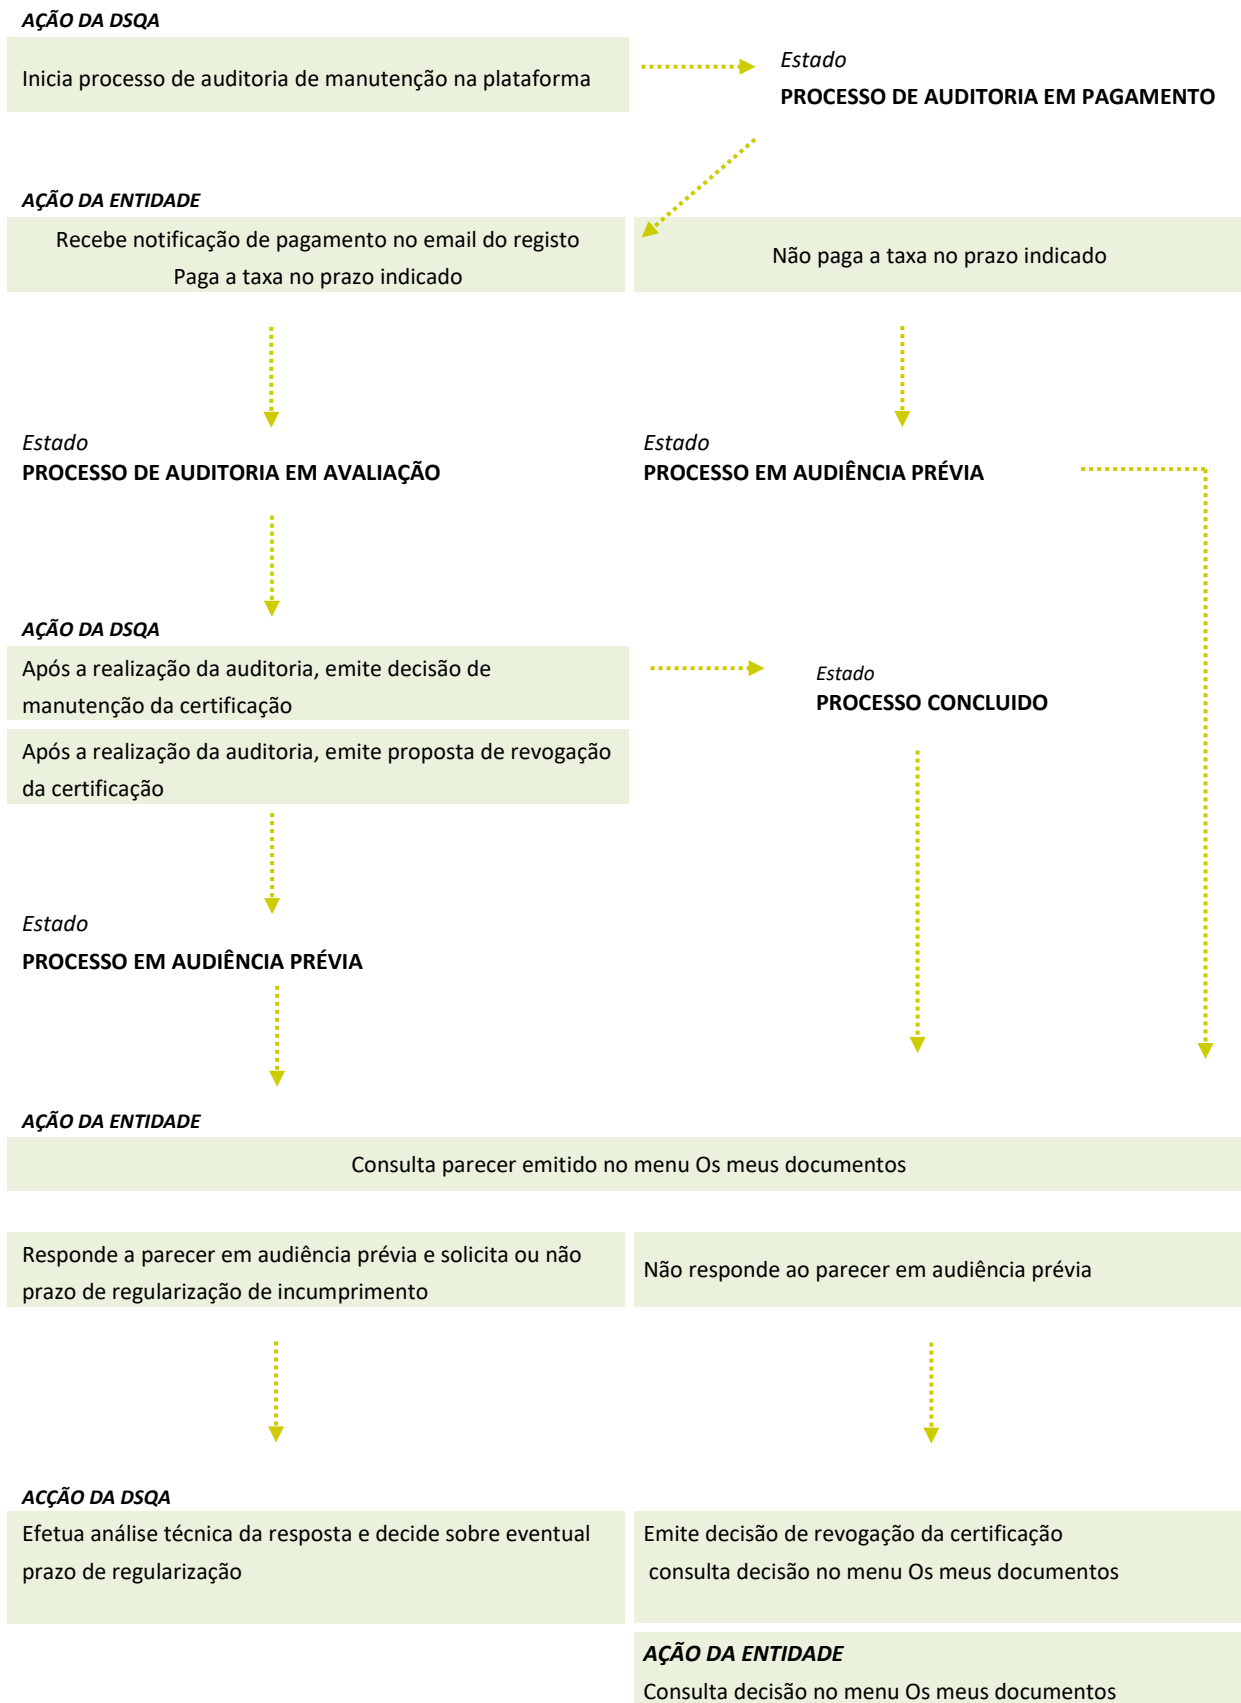 AÇÃO DA DSQA
Inicia processo de auditoria de manutenção na plataforma
Estado
PROCESSO DE AUDITORIA EM PAGAMENTO
AÇÃO DA ENTIDADE
Recebe notificação de pagamento no email do registo
Paga a taxa no prazo indicado
Não paga a taxa no prazo indicado
Estado
PROCESSO DE AUDITORIA EM AVALIAÇÃO
Estado
PROCESSO EM AUDIÊNCIA PRÉVIA
AÇÃO DA DSQA
Após a realização da auditoria, emite decisão de
manutenção da certificação
Estado
PROCESSO CONCLUIDO
Após a realização da auditoria, emite proposta de revogação
da certificação
Estado
PROCESSO EM AUDIÊNCIA PRÉVIA
AÇÃO DA ENTIDADE
Consulta parecer emitido no menu Os meus documentos
Responde a parecer em audiência prévia e solicita ou não
prazo de regularização de incumprimento
Não responde ao parecer em audiência prévia
ACÇÃO DA DSQA
Efetua análise técnica da resposta e decide sobre eventual
prazo de regularização
Emite decisão de revogação da certificação
consulta decisão no menu Os meus documentos
AÇÃO DA ENTIDADE
Consulta decisão no menu Os meus documentos